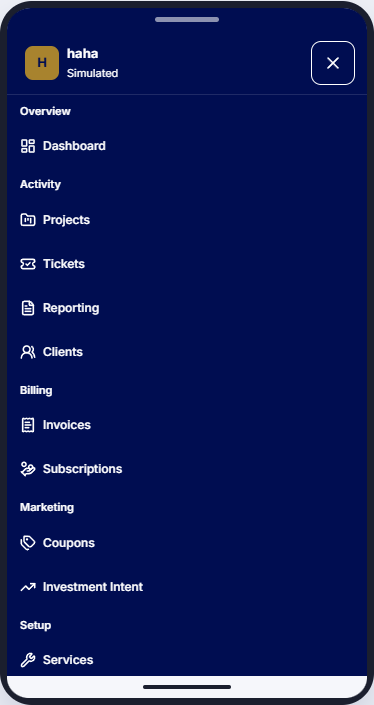 H
haha
Simulated
Overview
Dashboard
Activity
Projects
Tickets
Reporting
Clients
Billing
Invoices
Subscriptions
Marketing
Coupons
Investment Intent
Setup
Services